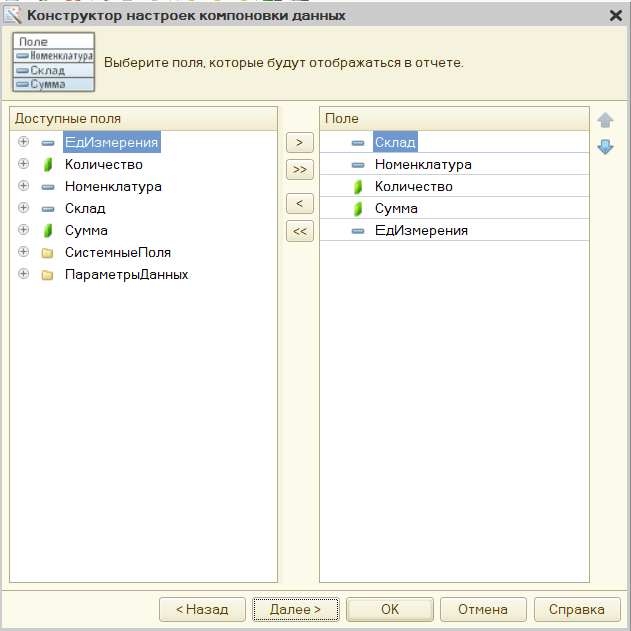 Конструктор настроек компоновки данных
Поле
Номенклатура
Склад
Сумма
Выберите поля, которые будут отображаться в отчете.
Доступные поля
ЕдИзмерения
Количество
Номенклатура
Склад
Сумма
СистемныеПоля
ПараметрыДанных
>
>>
<
<<
Поле
Склад
Номенклатура
Количество
Сумма
ЕдИзмерения
< Назад
Далее >
OK
Отмена
Справка